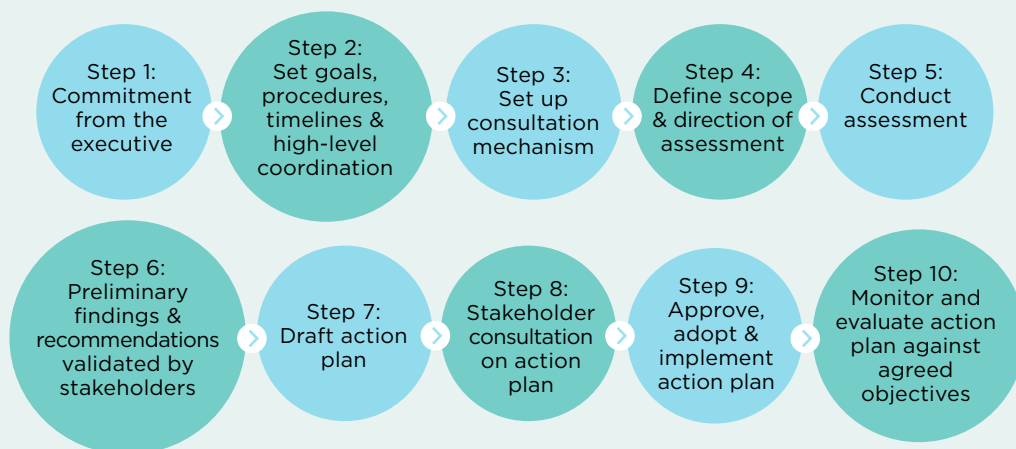 Step 1:
Commitment
from the
executive
Step 2:
Set goals,
procedures,
timelines &
high-level
coordination
Step 3:
Set up
consultation
mechanism
Step 4:
Define scope
& direction of
assessment
Step 5:
Conduct
assessment
Step 6:
Preliminary
findings &
recommendations
validated by
stakeholders
Step 7:
Draft action
plan
Step 8:
Stakeholder
consultation
on action
plan
Step 9:
Approve,
adopt &
implement
action plan
Step 10:
Monitor and
evaluate action
plan against
agreed
objectives